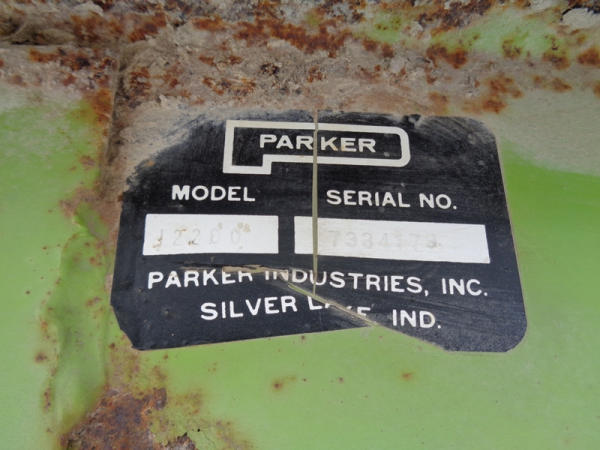 PARKER
MODEL SERIAL NO.
PARKER INDUSTRIES, INC.
SILVER LAKE, IND.